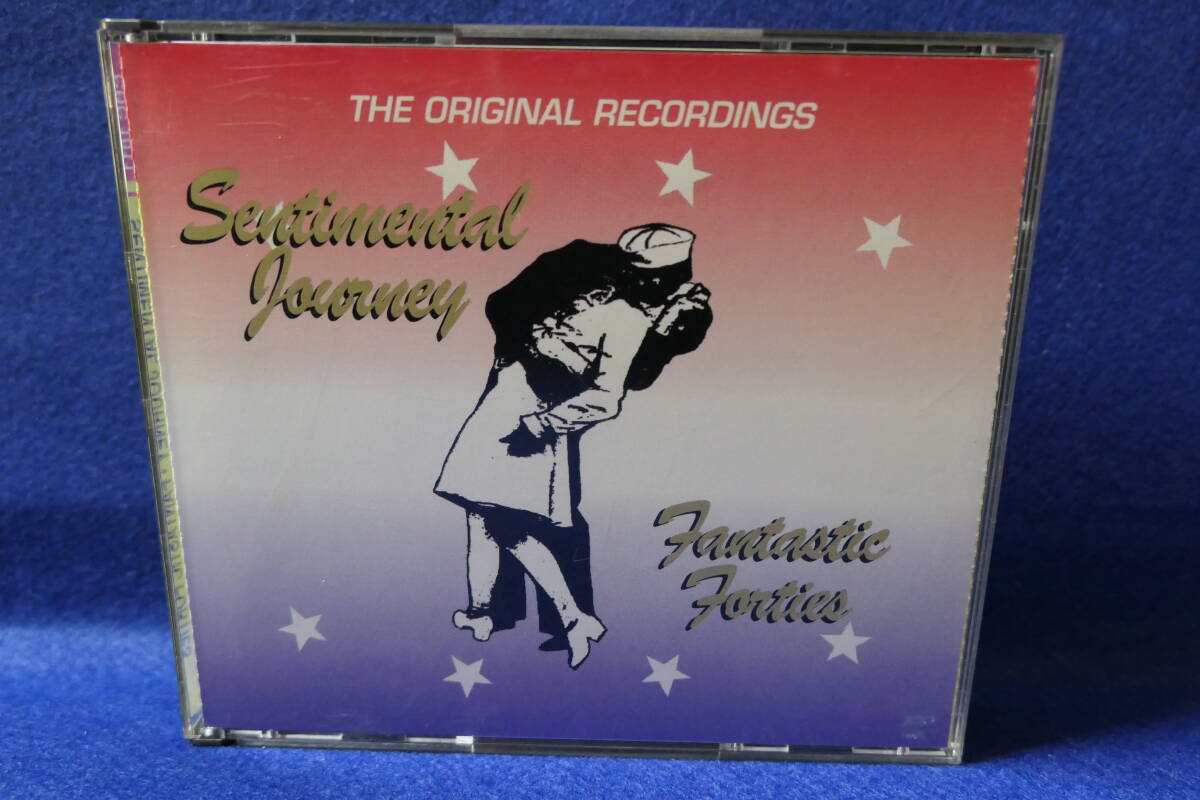 THE ORIGINAL RECORDINGS
Sentimental
Journey
Fantastic
Forties